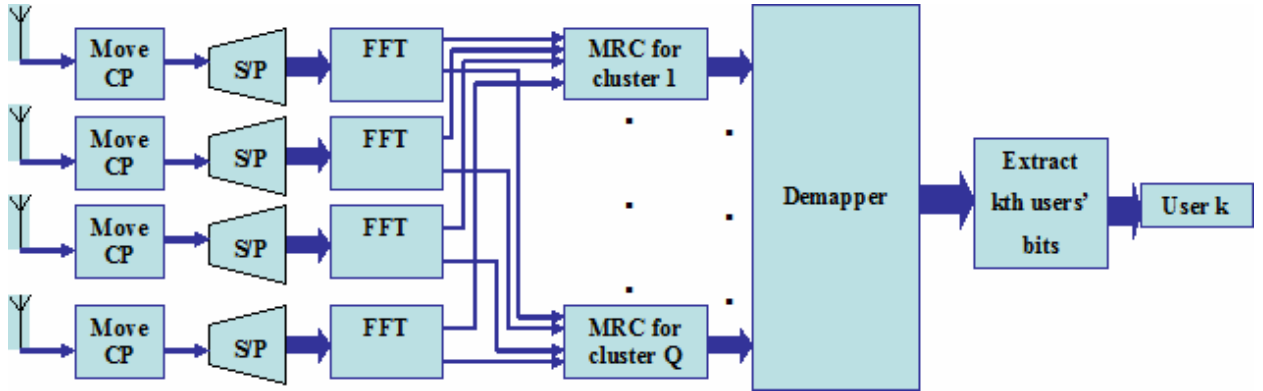 Move
CP
S/P
FFT
MRC for
cluster 1
Move
CP
S/P
FFT
Move
CP
S/P
FFT
Move
CP
S/P
FFT
MRC for
cluster Q
Demapper
Extract
kth users’
bits
User k